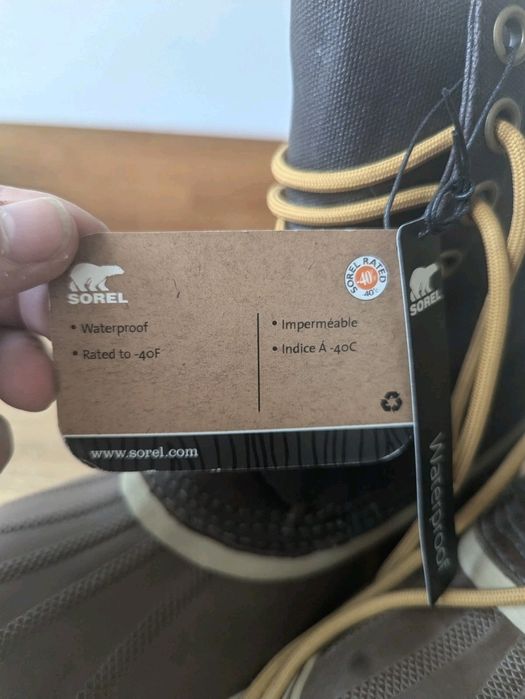 SOREL
• Waterproof
• Rated to -40F
SOREL RATED
-40°F
-40°C
• Imperméable
• Indice Á -40C
www.sorel.com
SOREL
Waterproof